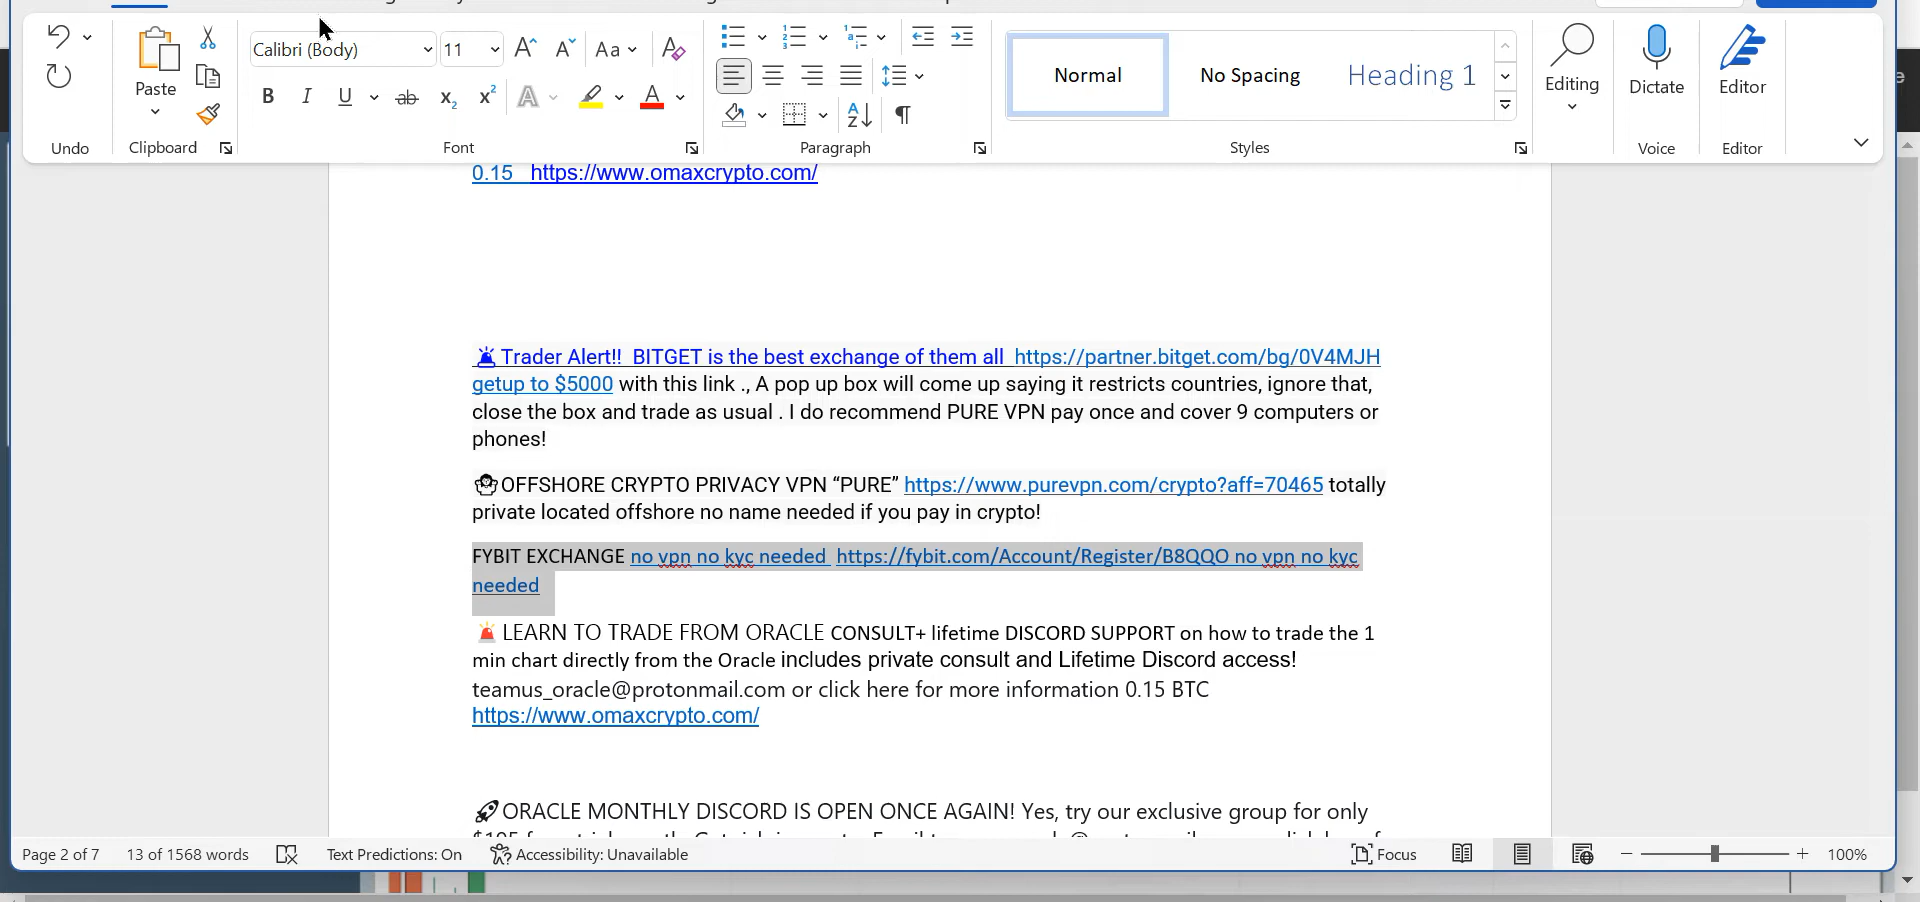 Calibri (Body)
11
Aa
Paste
B I U ab x2 x2 A A
Normal
No Spacing
Heading 1
Editing
Dictate
Editor
Undo
Clipboard
Font
Paragraph
Styles
Voice
Editor
0.15 https://www.omaxcrypto.com/
Trader Alert!! BITGET is the best exchange of them all https://partner.bitget.com/bg/0V4MJH
getup to $5000 with this link ., A pop up box will come up saying it restricts countries, ignore that,
close the box and trade as usual . I do recommend PURE VPN pay once and cover 9 computers or
phones!
OFFSHORE CRYPTO PRIVACY VPN “PURE” https://www.purevpn.com/crypto?aff=70465 totally
private located offshore no name needed if you pay in crypto!
FYBIT EXCHANGE no vpn no kyc needed https://fybit.com/Account/Register/B8QQO no vpn no kyc
needed
LEARN TO TRADE FROM ORACLE CONSULT+ lifetime DISCORD SUPPORT on how to trade the 1
min chart directly from the Oracle includes private consult and Lifetime Discord access!
teamus_oracle@protonmail.com or click here for more information 0.15 BTC
https://www.omaxcrypto.com/
ORACLE MONTHLY DISCORD IS OPEN ONCE AGAIN! Yes, try our exclusive group for only
Page 2 of 7
13 of 1568 words
Text Predictions: On
Accessibility: Unavailable
Focus
100%